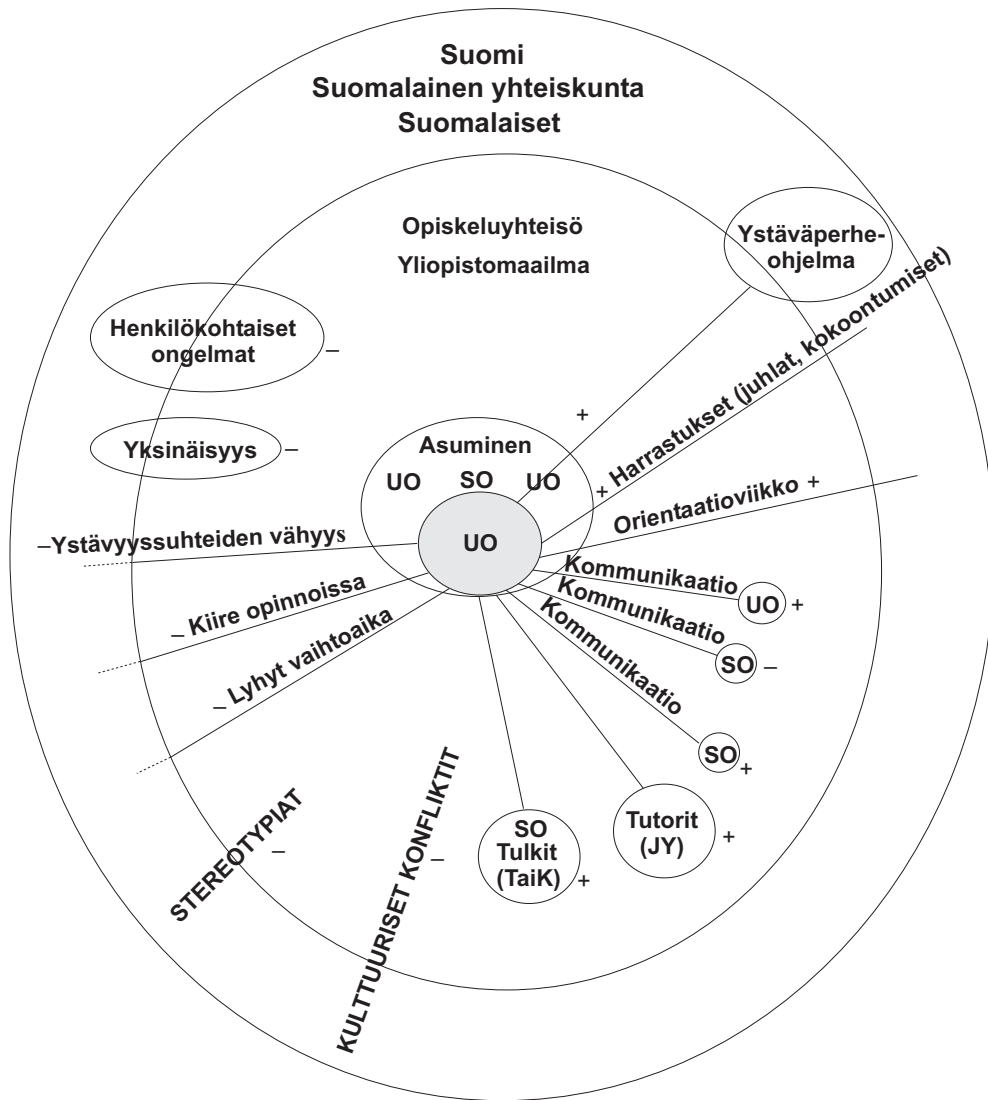 Suomi
Suomalainen yhteiskunta
Suomalaiset
Opiskeluyhteisö
Yliopistomaailma
Ystäväperhe-
ohjelma
Henkilökohtaiset
ongelmat
–
Harrastukset (juhlat, kokoontumiset)
+
+
Yksinäisyys –
Asuminen
UO SO UO
UO
Orientaatioviikko +
–Ystävyyssuhteiden vähyys
Kommunikaatio
UO +
Kommunikaatio
SO –
Kommunikaatio
SO +
– Kiire opinnoissa
– Lyhyt vaihtoaika
STEREOTYPIAT
–
KULTTUURISET KONFLIKTIT
–
SO
Tulkit
(TaiK)
+
Tutorit
(JY)
+